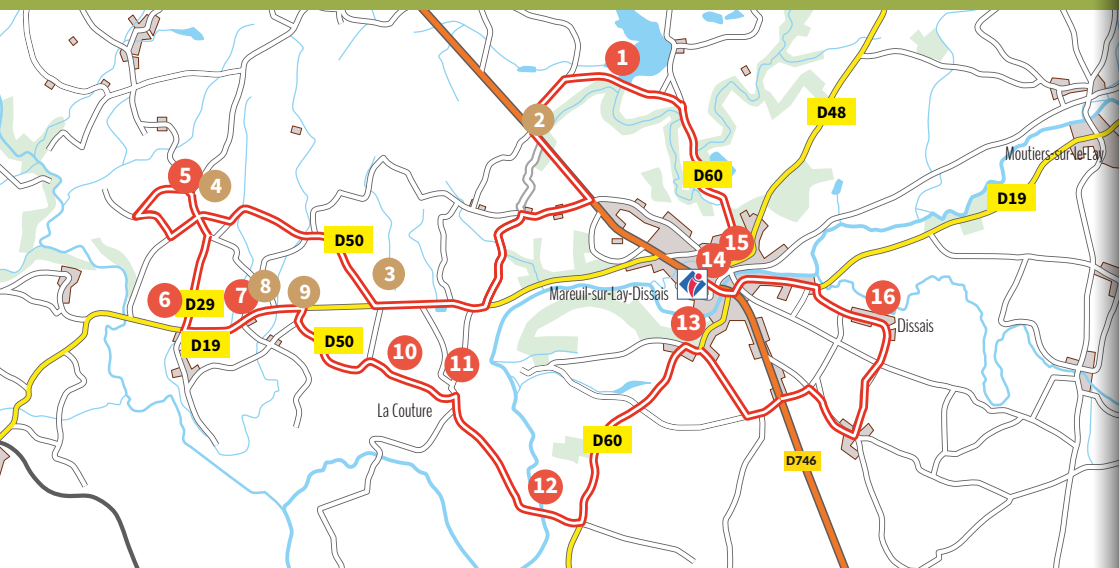 1
2
D48
Moutiers-sur-le-Lay
5
4
D60
D19
D50
15
14
3
6
D29
7
8
9
Mareuil-sur-Lay-Dissais
16
13
Dissais
D19
D50
10
11
La Couture
D60
D746
12